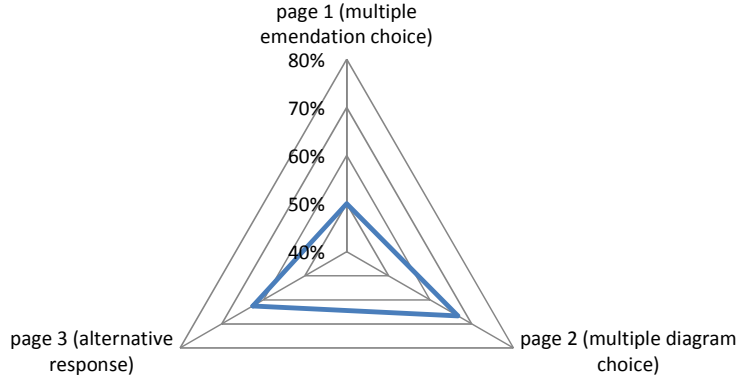 page 1 (multiple
emendation choice)
80%
70%
60%
50%
40%
page 3 (alternative
response)
page 2 (multiple diagram
choice)